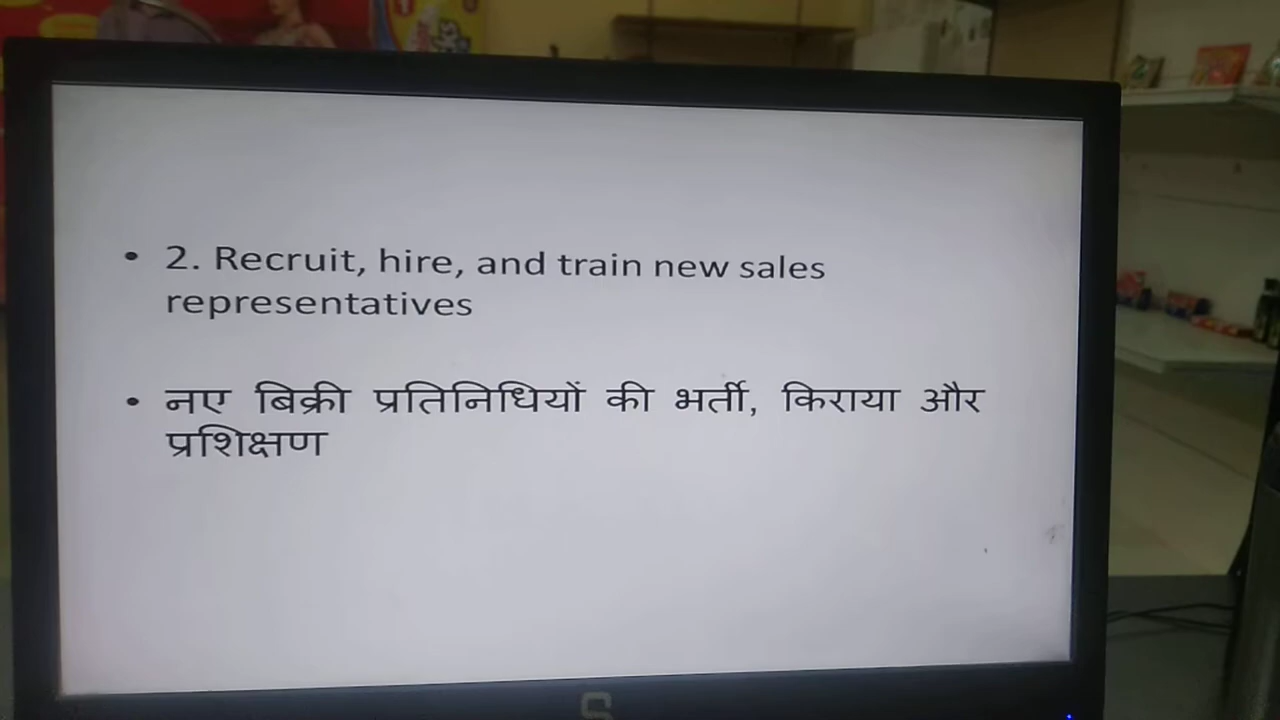 • 2. Recruit, hire, and train new sales
representatives
• नए बिक्री प्रतिनिधियों की भर्ती, किराया और
प्रशिक्षण